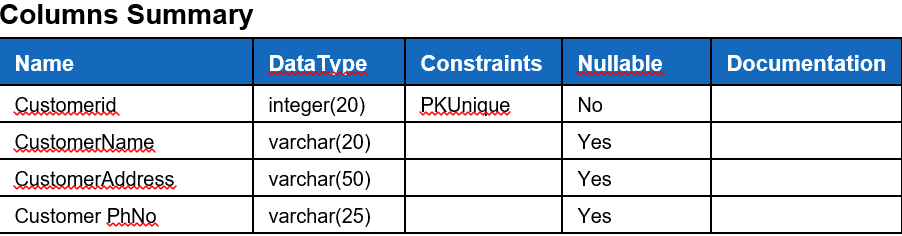 Columns Summary
Name DataType Constraints Nullable Documentation
Customerid integer(20) PKUnique No
CustomerName varchar(20) Yes
CustomerAddress varchar(50) Yes
Customer PhNo varchar(25) Yes